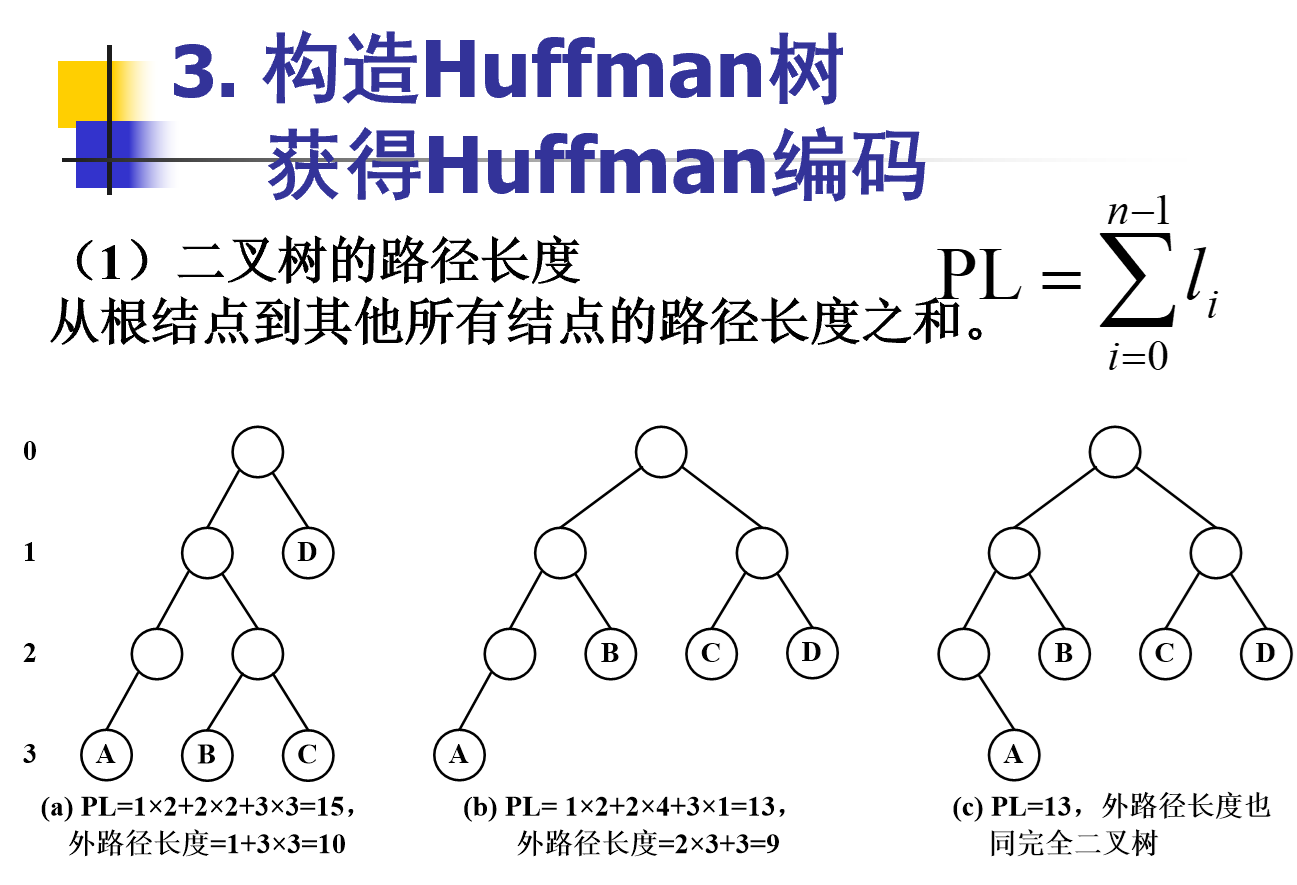 3. 构造Huffman树
获得Huffman编码
（1）二叉树的路径长度
从根结点到其他所有结点的路径长度之和。
n−1
PL = ∑ lᵢ
i=0
0
1
D
2
B
C
D
B
C
D
3
A
B
C
A
A
(a) PL=1×2+2×2+3×3=15，
外路径长度=1+3×3=10
(b) PL= 1×2+2×4+3×1=13，
外路径长度=2×3+3=9
(c) PL=13，外路径长度也
同完全二叉树